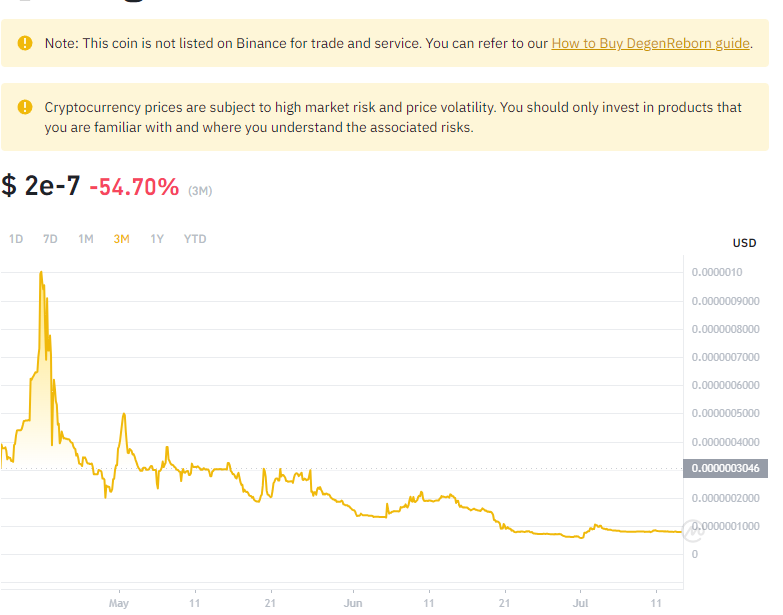 Note: This coin is not listed on Binance for trade and service. You can refer to our How to Buy DegenReborn guide.
Cryptocurrency prices are subject to high market risk and price volatility. You should only invest in products that
you are familiar with and where you understand the associated risks.
$ 2e-7 -54.70% (3M)
1D 7D 1M 3M 1Y YTD
USD
0.0000010
0.0000009000
0.0000008000
0.0000007000
0.0000006000
0.0000005000
0.0000004000
0.0000003046
0.0000002000
0.0000001000
0
May 11 21 Jun 11 21 Jul 11